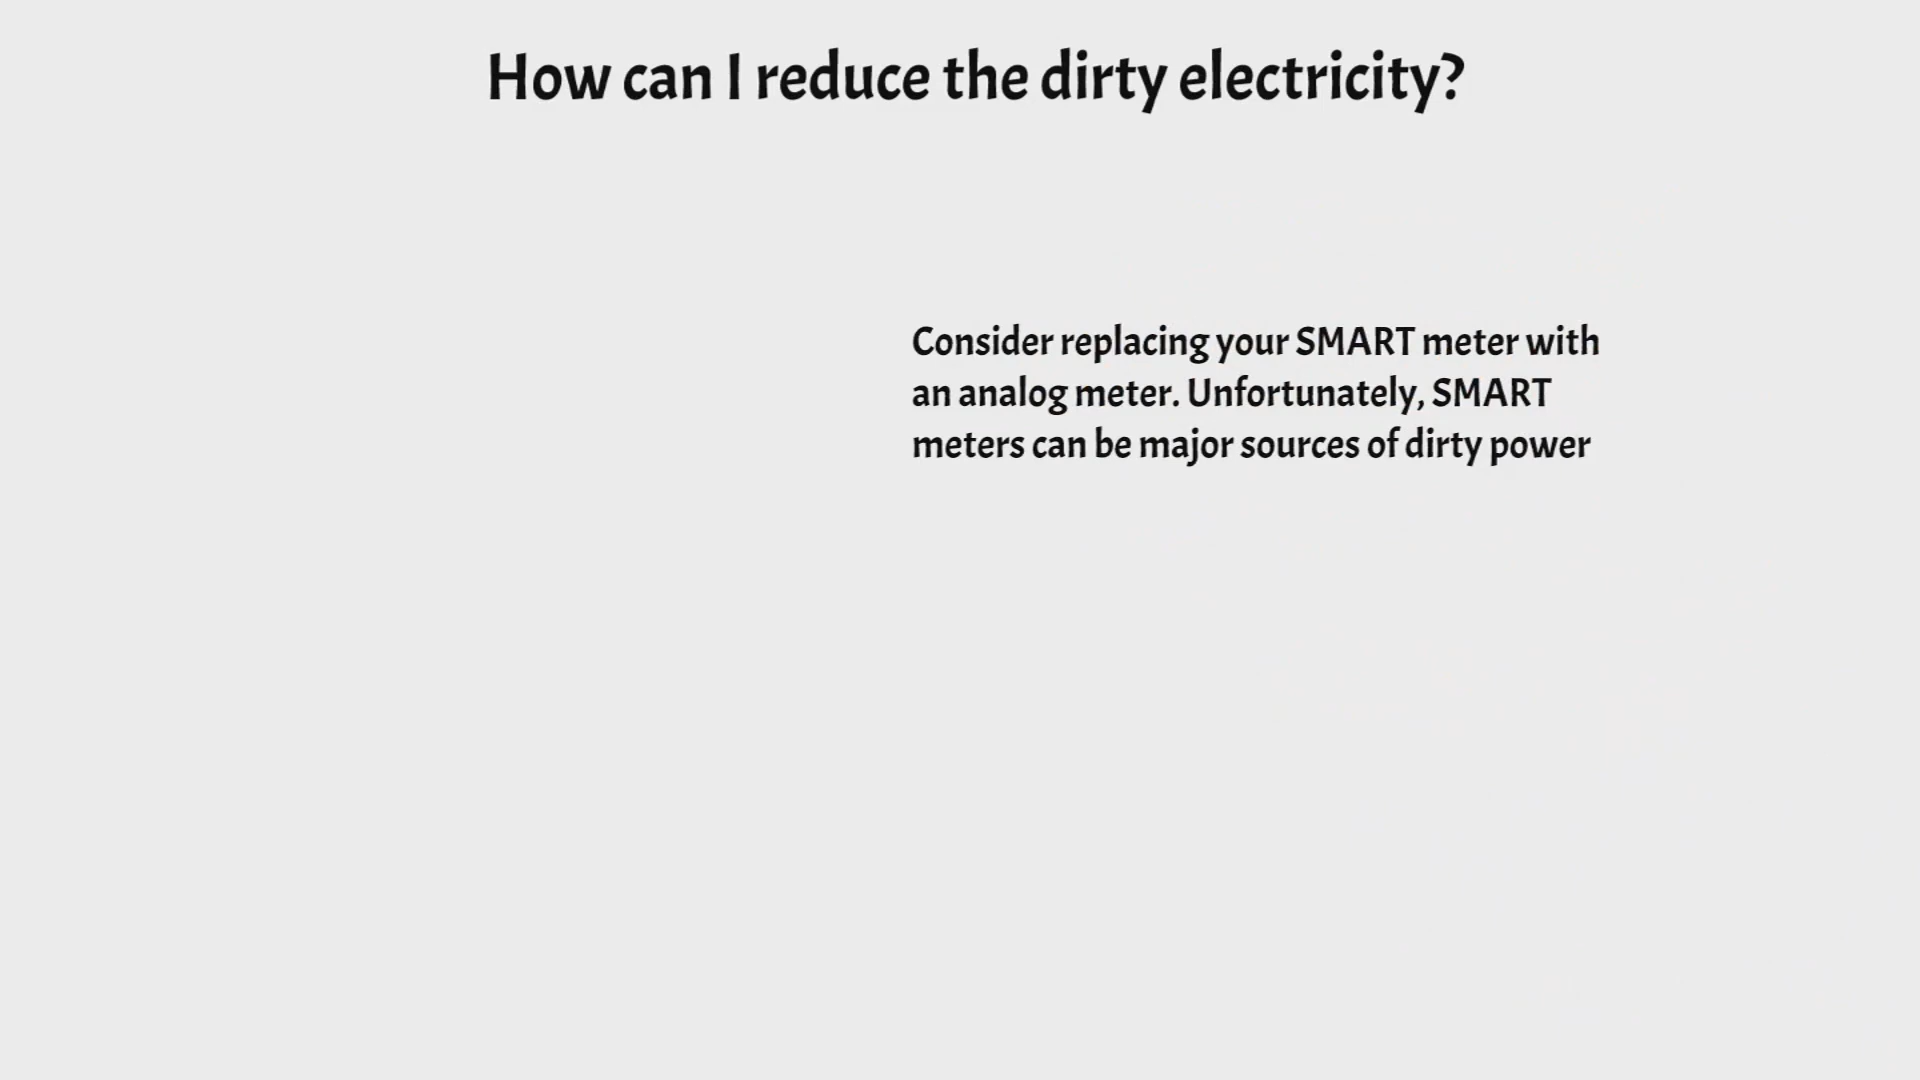 How can I reduce the dirty electricity?
Consider replacing your SMART meter with
an analog meter. Unfortunately, SMART
meters can be major sources of dirty power